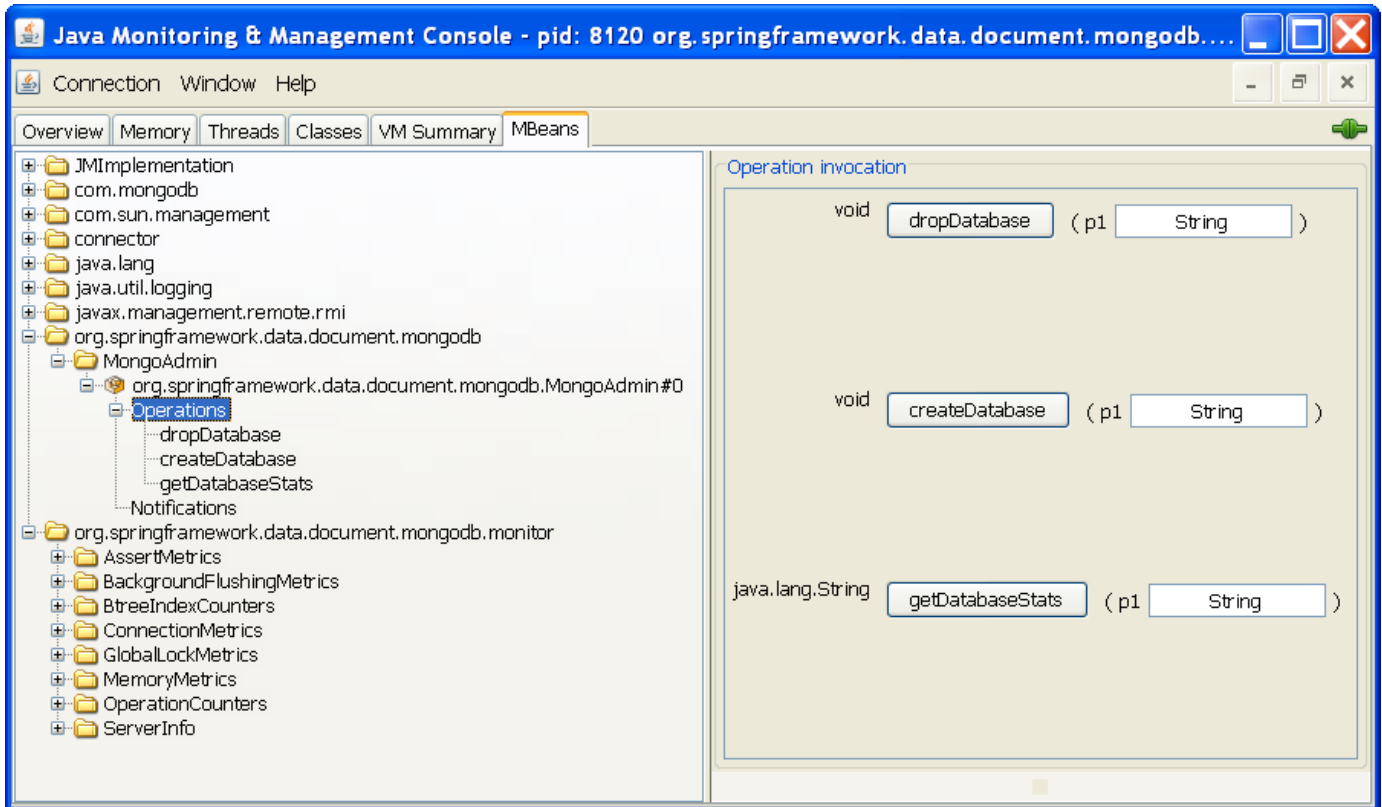 Java Monitoring & Management Console - pid: 8120 org.springframework.data.document.mongodb....
Connection Window Help
Overview Memory Threads Classes VM Summary MBeans
JMImplementation
com.mongodb
com.sun.management
connector
java.lang
java.util.logging
javax.management.remote.rmi
org.springframework.data.document.mongodb
MongoAdmin
org.springframework.data.document.mongodb.MongoAdmin#0
Operations
dropDatabase
createDatabase
getDatabaseStats
Notifications
org.springframework.data.document.mongodb.monitor
AssertMetrics
BackgroundFlushingMetrics
BtreeIndexCounters
ConnectionMetrics
GlobalLockMetrics
MemoryMetrics
OperationCounters
ServerInfo
Operation invocation
void dropDatabase ( p1 String )
void createDatabase ( p1 String )
java.lang.String getDatabaseStats ( p1 String )